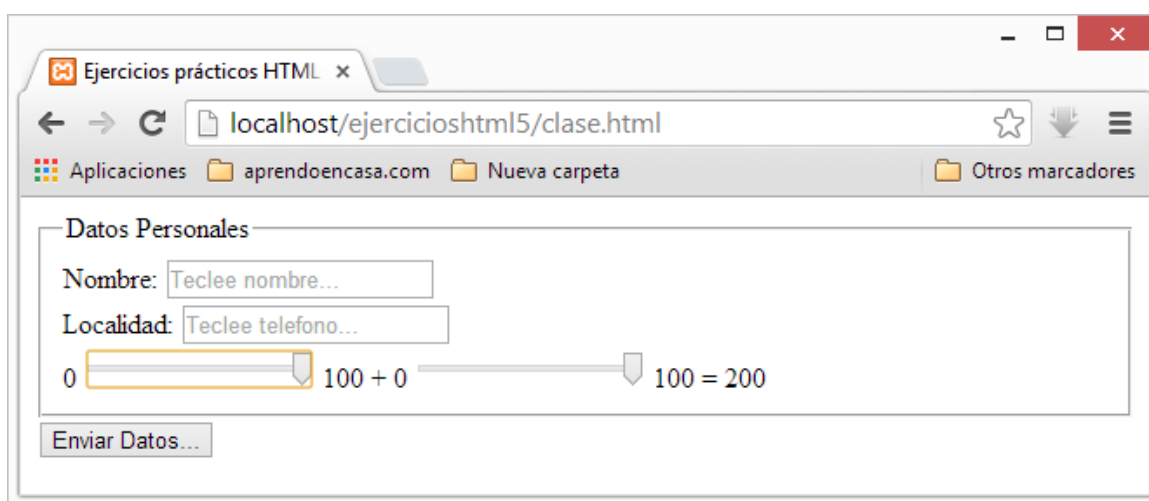 Ejercicios prácticos HTML
localhost/ejercicioshtml5/clase.html
Aplicaciones aprendoencasa.com Nueva carpeta Otros marcadores
Datos Personales
Nombre: Teclee nombre...
Localidad: Teclee telefono...
0 100 + 0 100 = 200
Enviar Datos...